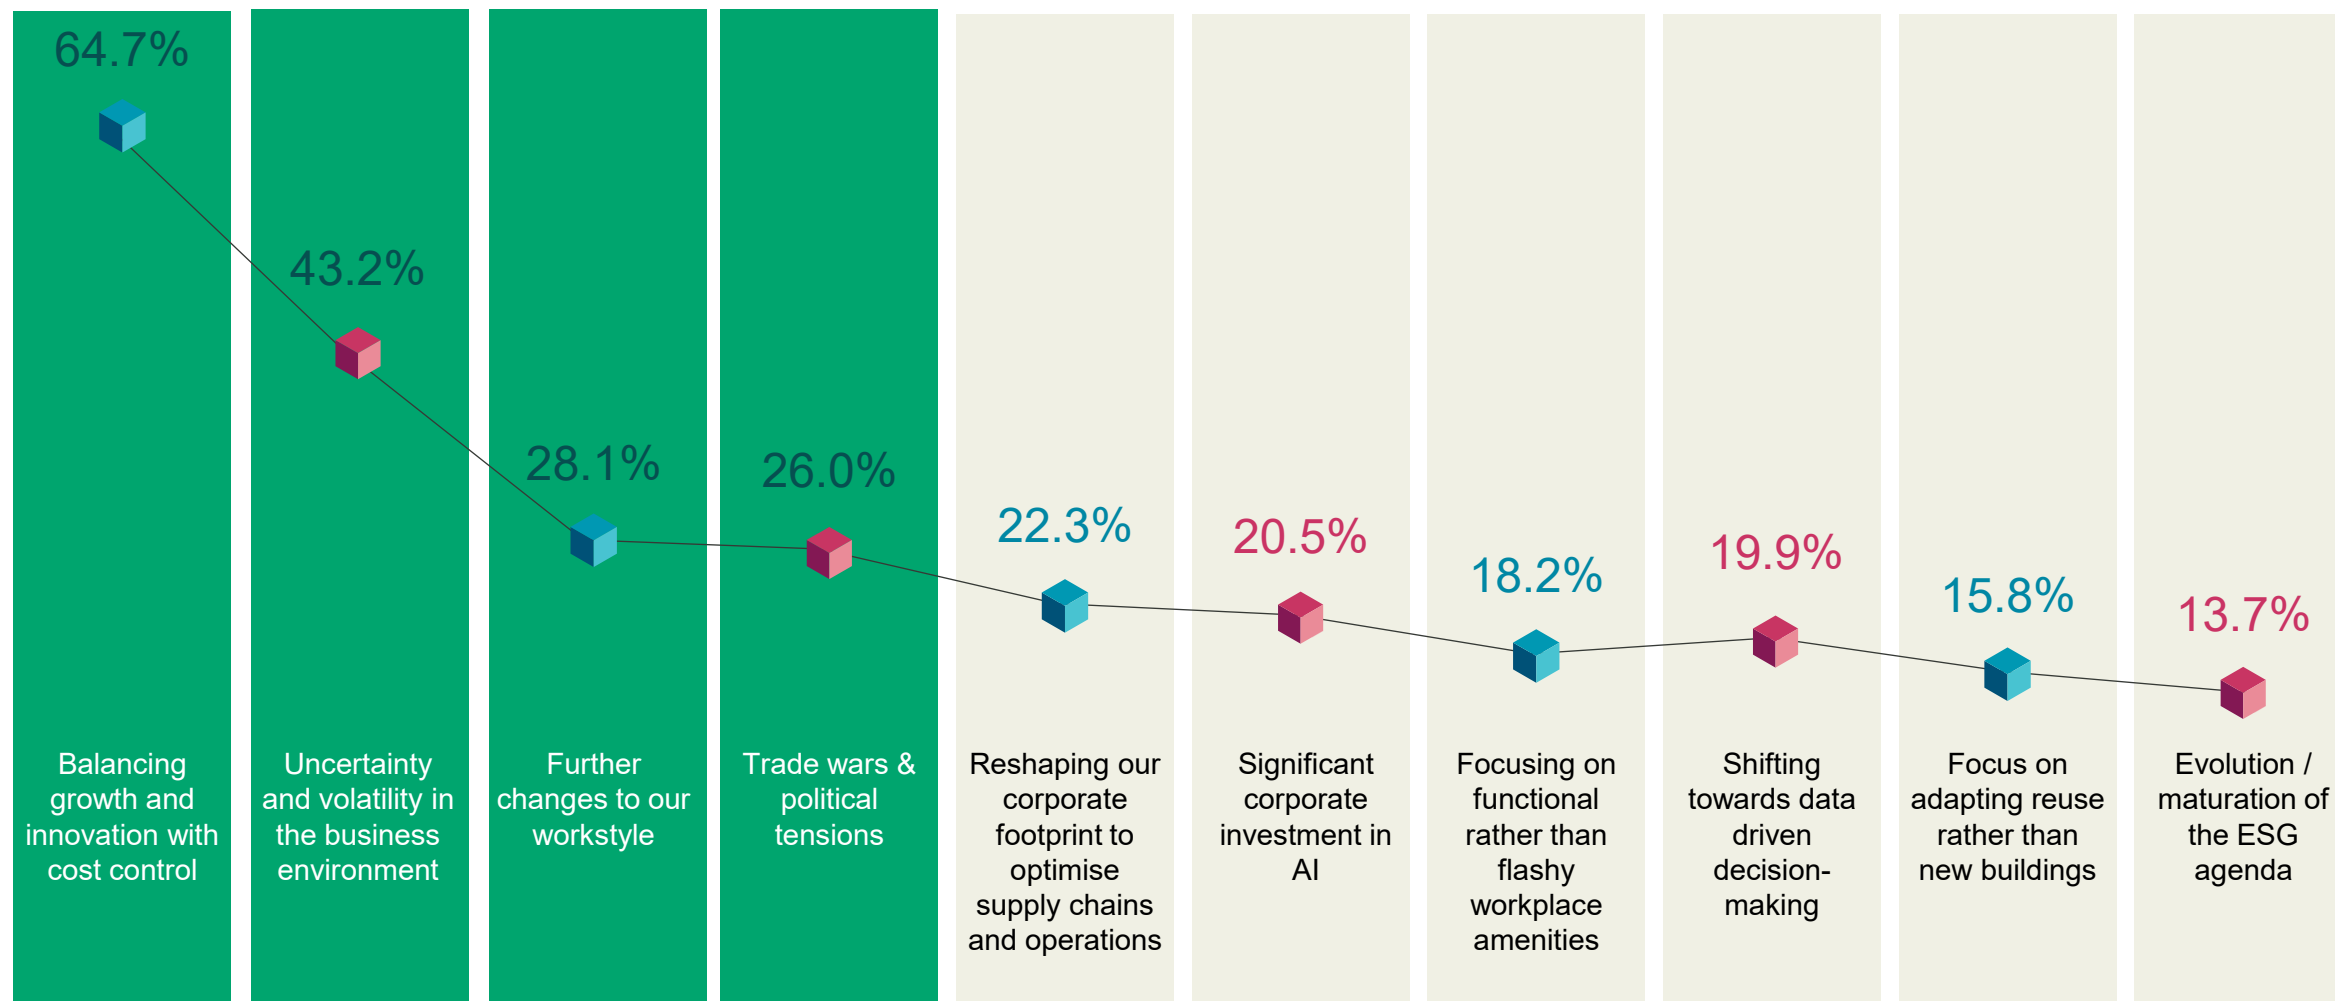 64.7%
Balancing
growth and
innovation with
cost control
43.2%
Uncertainty
and volatility in
the business
environment
28.1%
Further
changes to our
workstyle
26.0%
Trade wars &
political
tensions
22.3%
Reshaping our
corporate
footprint to
optimise
supply chains
and operations
20.5%
Significant
corporate
investment in
AI
18.2%
Focusing on
functional
rather than
flashy
workplace
amenities
19.9%
Shifting
towards data
driven
decision-
making
15.8%
Focus on
adapting reuse
rather than
new buildings
13.7%
Evolution /
maturation of
the ESG
agenda